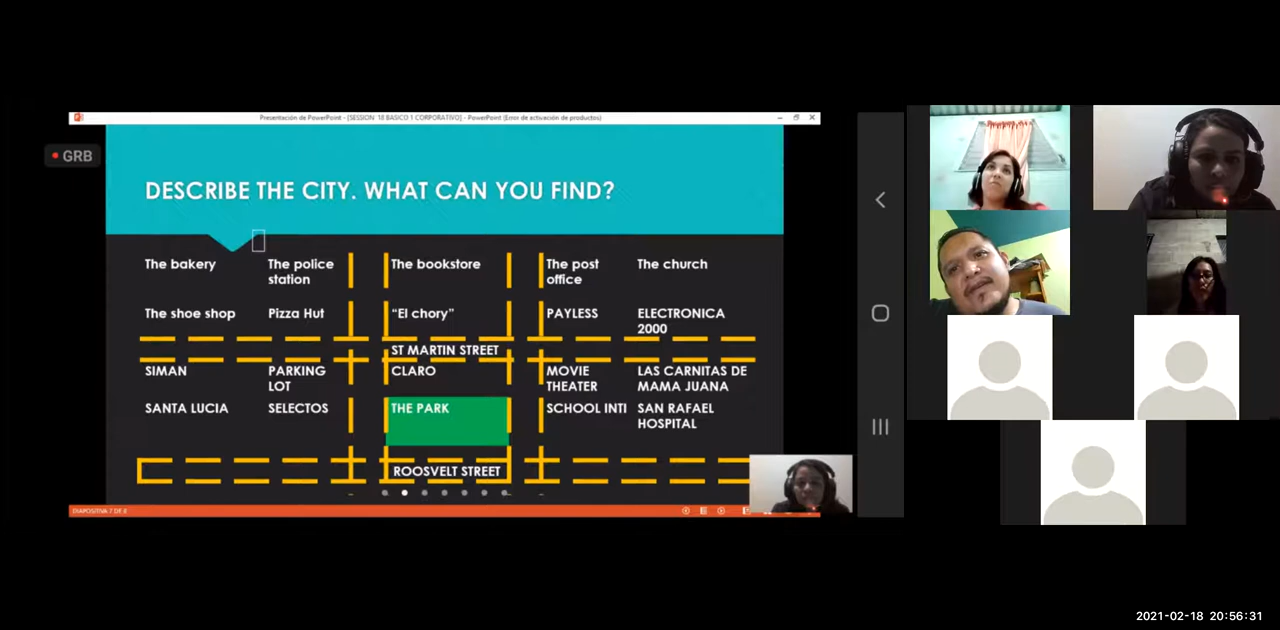 Presentación de PowerPoint - [SESSION 18 BASICO 1 CORPORATIVO] - PowerPoint (Error de activación de productos)
GRB
DESCRIBE THE CITY. WHAT CAN YOU FIND?
The bakery
The police
station
The bookstore
The post
office
The church
The shoe shop
Pizza Hut
“El chory”
PAYLESS
ELECTRONICA
2000
ST MARTIN STREET
SIMAN
PARKING
LOT
CLARO
MOVIE
THEATER
LAS CARNITAS DE
MAMA JUANA
SANTA LUCIA
SELECTOS
THE PARK
SCHOOL INTI
SAN RAFAEL
HOSPITAL
ROOSVELT STREET
DIAPOSITIVA 7 DE 8
2021-02-18 20:56:31